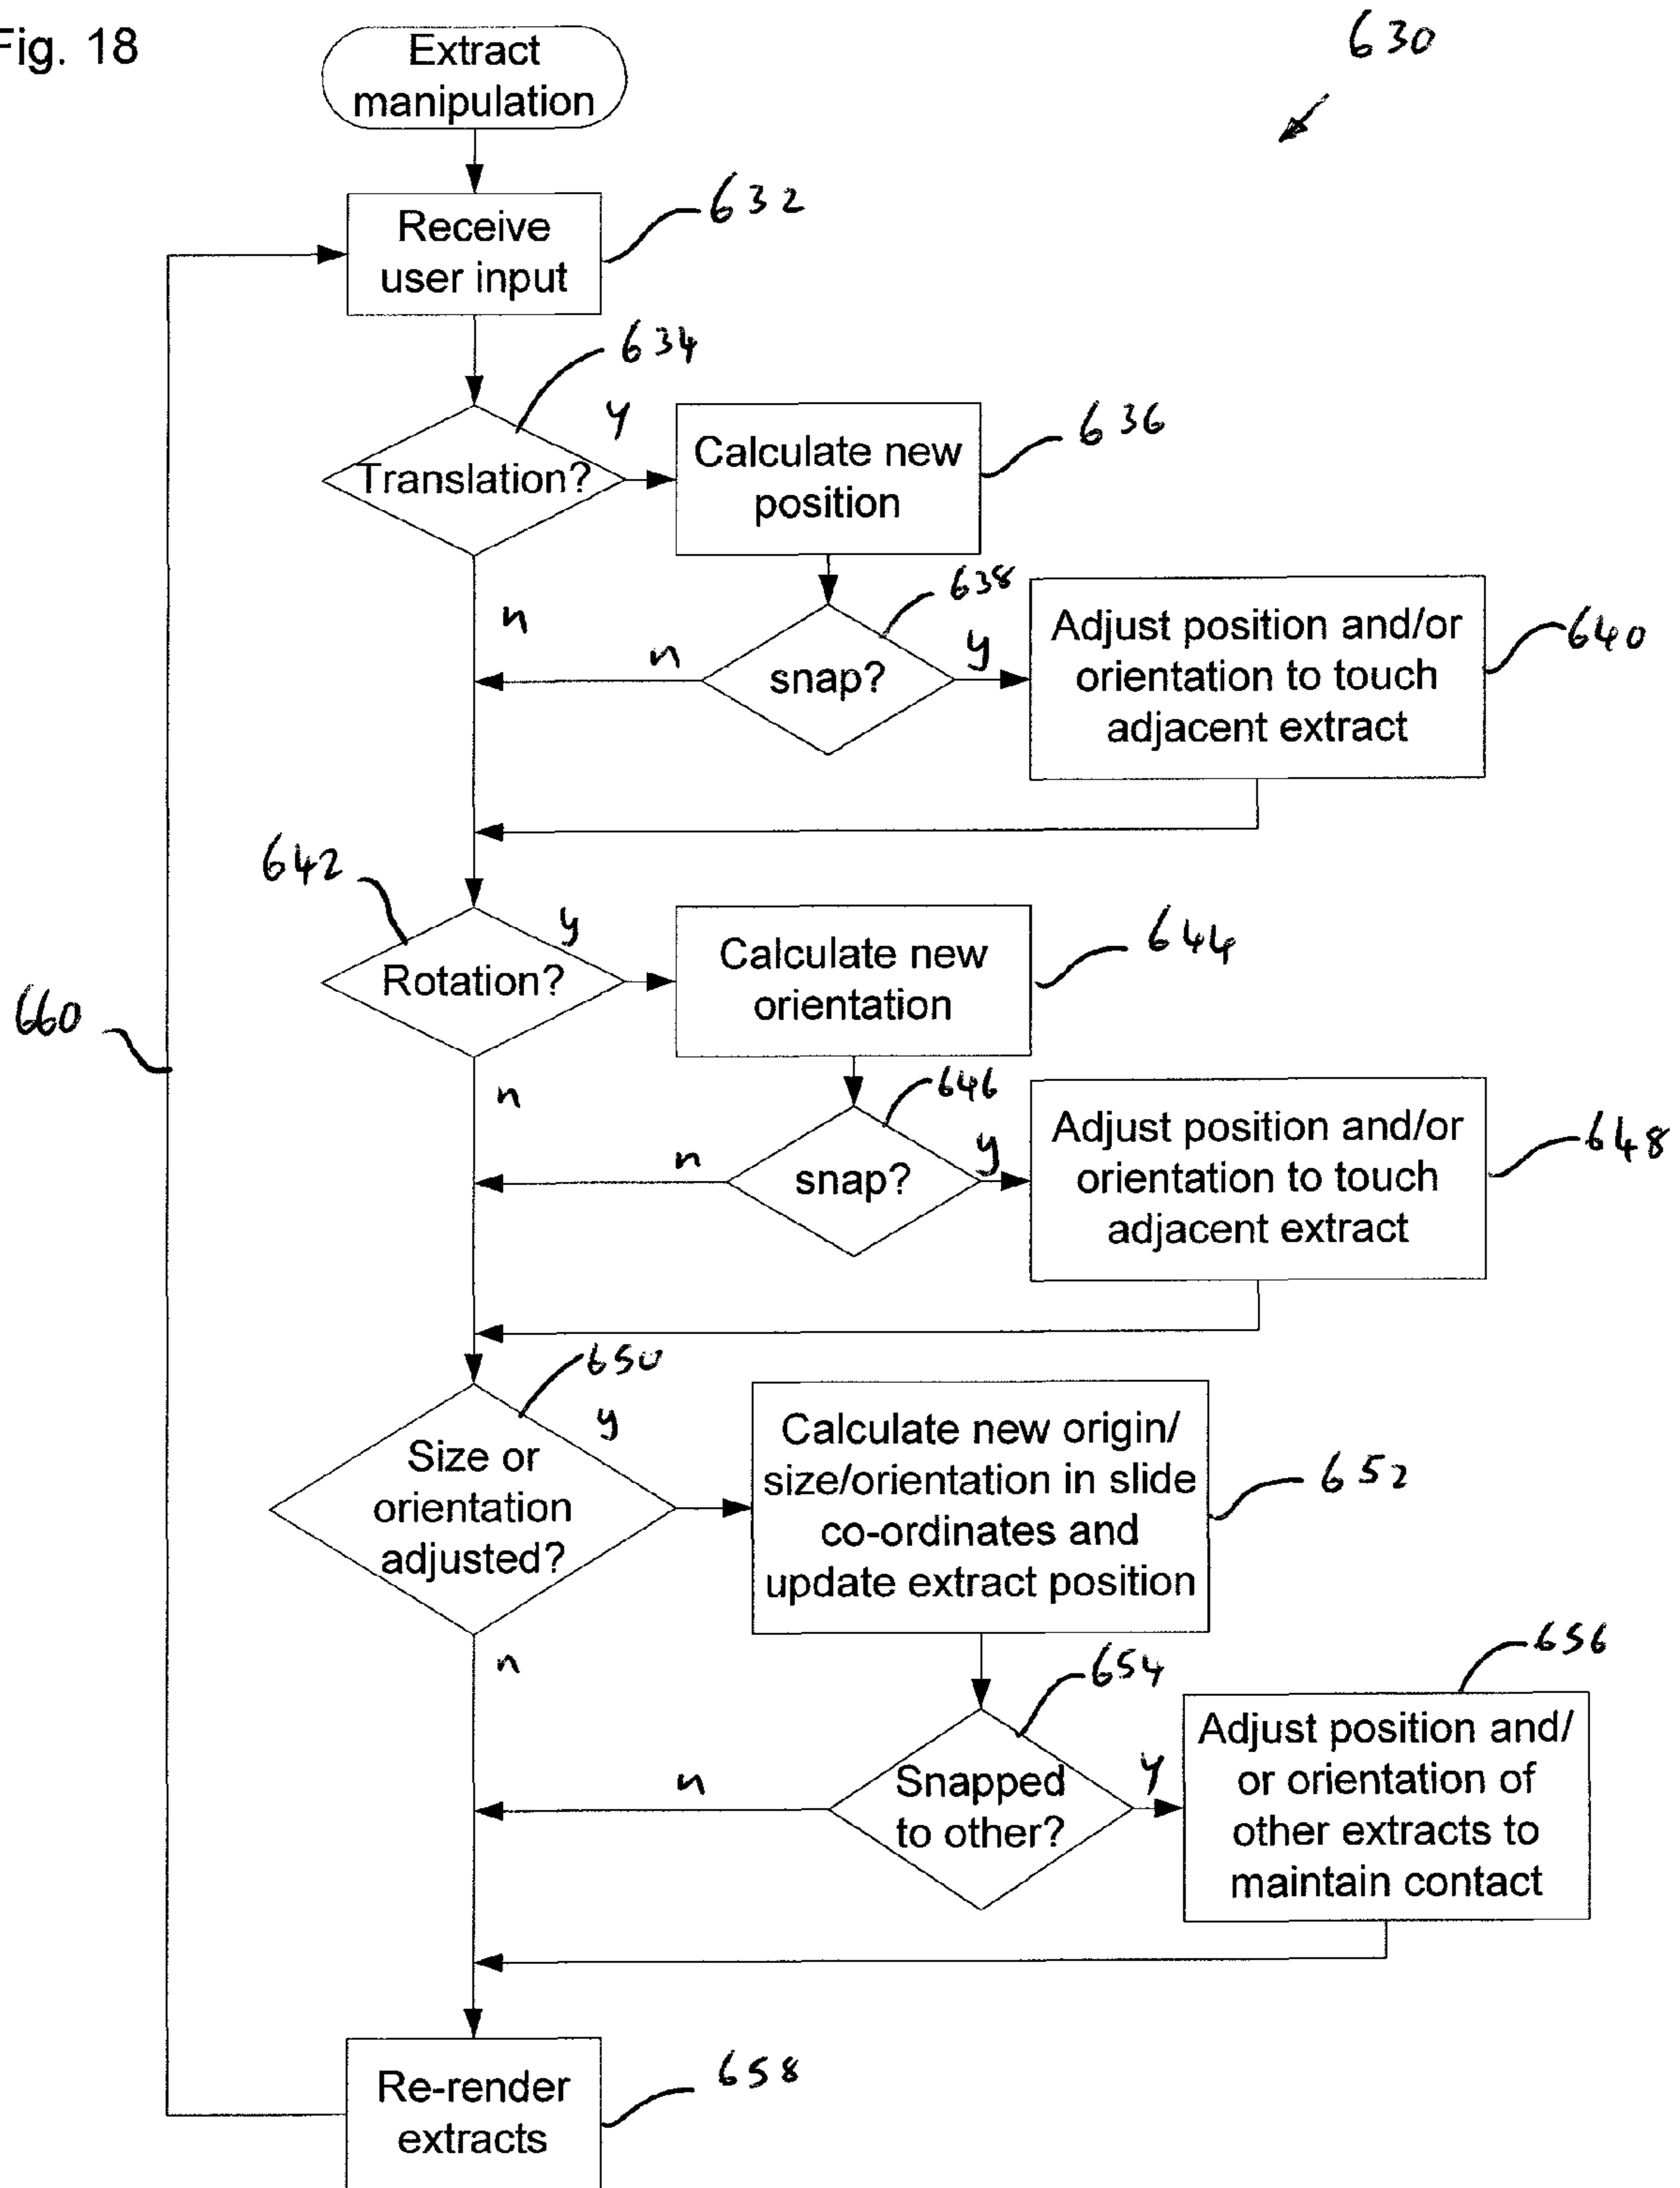 Fig. 18
630
Extract
manipulation
632
Receive
user input
634
y
Translation?
Calculate new
position
636
n
638
n
snap?
y
Adjust position and/or
orientation to touch
adjacent extract
640
642
y
Rotation?
Calculate new
orientation
644
660
n
646
n
snap?
y
Adjust position and/or
orientation to touch
adjacent extract
648
650
y
Size or
orientation
adjusted?
Calculate new origin/
size/orientation in slide
co-ordinates and
update extract position
652
n
654
656
n
Snapped
to other?
y
Adjust position and/
or orientation of
other extracts to
maintain contact
Re-render
extracts
658